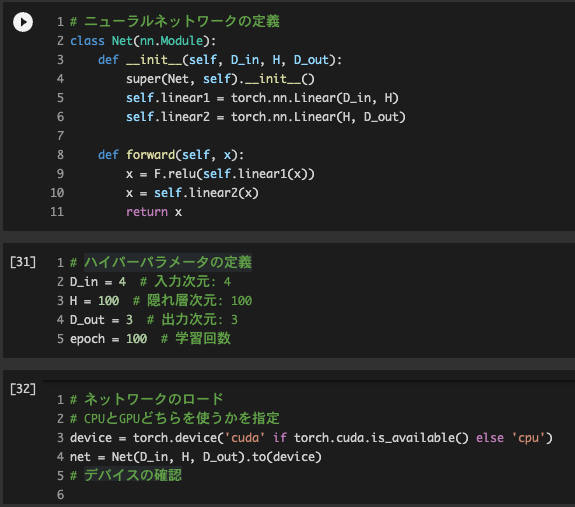 1 # ニューラルネットワークの定義
2 class Net(nn.Module):
3     def __init__(self, D_in, H, D_out):
4         super(Net, self).__init__()
5         self.linear1 = torch.nn.Linear(D_in, H)
6         self.linear2 = torch.nn.Linear(H, D_out)
7
8     def forward(self, x):
9         x = F.relu(self.linear1(x))
10         x = self.linear2(x)
11         return x
[31] 1 # ハイパーパラメータの定義
2 D_in = 4  # 入力次元: 4
3 H = 100  # 隠れ層次元: 100
4 D_out = 3  # 出力次元: 3
5 epoch = 100  # 学習回数
[32]
1 # ネットワークのロード
2 # CPUとGPUどちらを使うかを指定
3 device = torch.device('cuda' if torch.cuda.is_available() else 'cpu')
4 net = Net(D_in, H, D_out).to(device)
5 # デバイスの確認
6